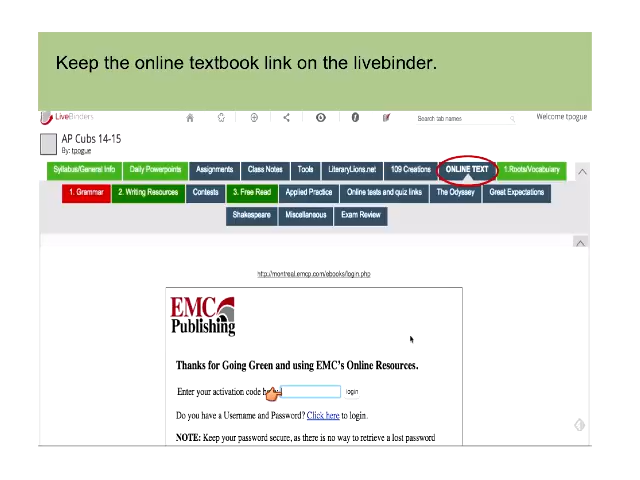 Keep the online textbook link on the livebinder.
LiveBinders
Search tab names
Welcome tpogue
AP Cubs 14-15
By: tpogue
Syllabus/General Info Daily Powerpoints Assignments Class Notes Tools LiteraryLions.net 109 Creations ONLINE TEXT 1.Roots/Vocabulary
1. Grammar 2. Writing Resources Contests 3. Free Read Applied Practice Online tests and quiz links The Odyssey Great Expectations
Shakespeare Miscellaneous Exam Review
http://montreal.emcp.com/ebooks/login.php
EMC
Publishing
Thanks for Going Green and using EMC's Online Resources.
Enter your activation code login
Do you have a Username and Password? Click here to login.
NOTE: Keep your password secure, as there is no way to retrieve a lost password